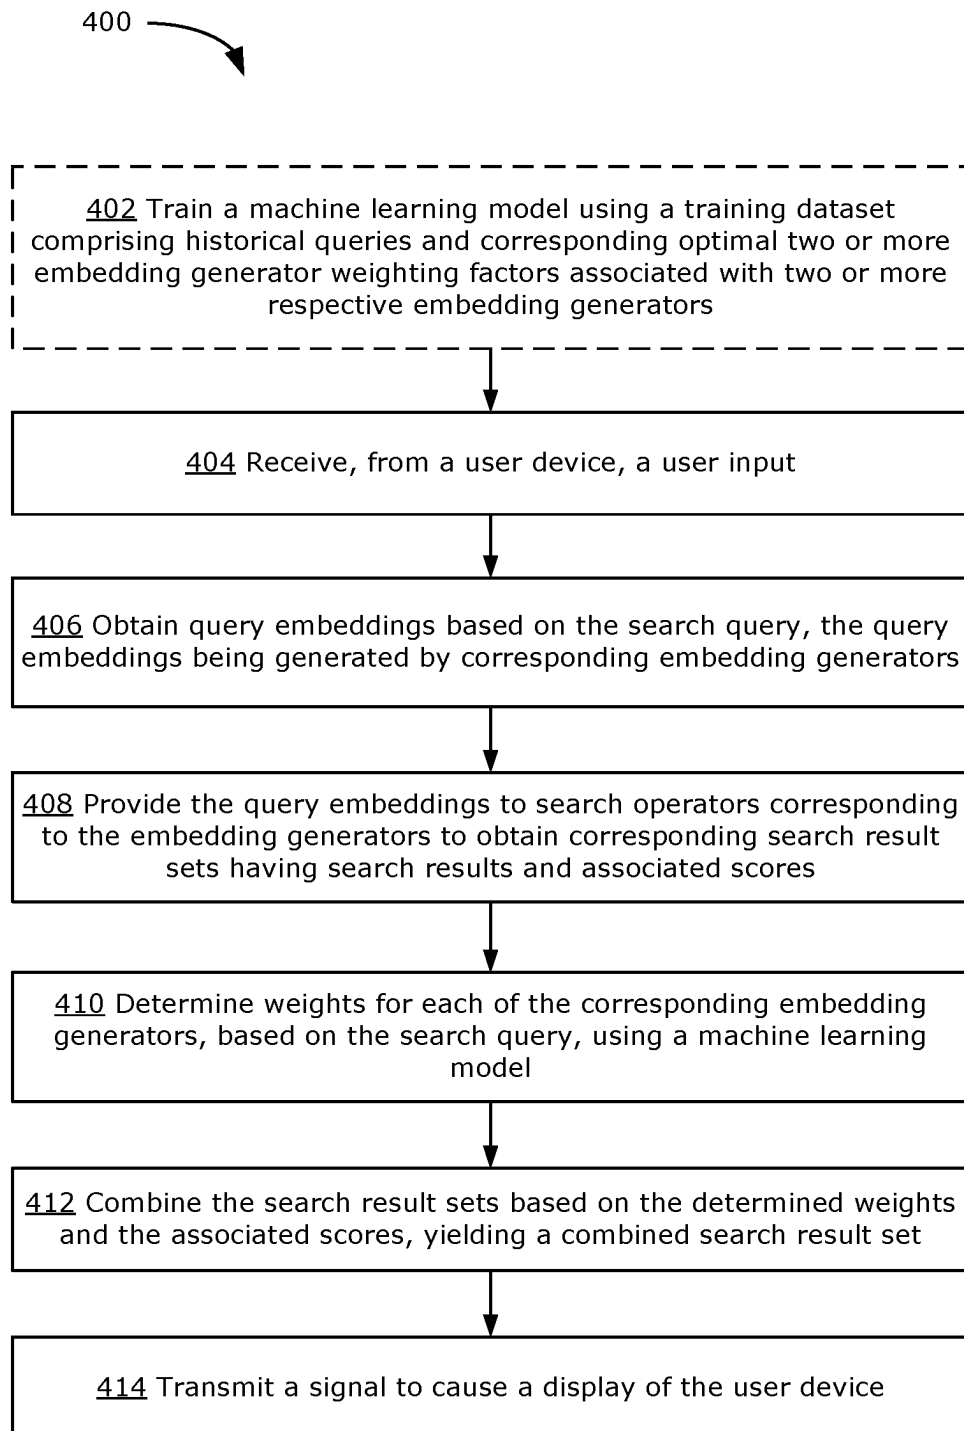 400
402 Train a machine learning model using a training dataset
comprising historical queries and corresponding optimal two or more
embedding generator weighting factors associated with two or more
respective embedding generators
404 Receive, from a user device, a user input
406 Obtain query embeddings based on the search query, the query
embeddings being generated by corresponding embedding generators
408 Provide the query embeddings to search operators corresponding
to the embedding generators to obtain corresponding search result
sets having search results and associated scores
410 Determine weights for each of the corresponding embedding
generators, based on the search query, using a machine learning
model
412 Combine the search result sets based on the determined weights
and the associated scores, yielding a combined search result set
414 Transmit a signal to cause a display of the user device